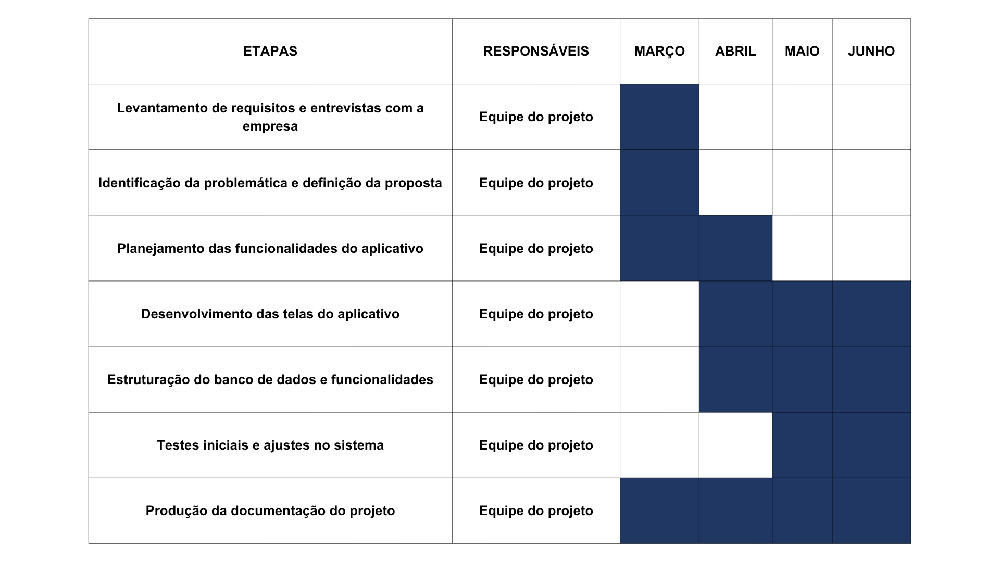 ETAPAS RESPONSÁVEIS MARÇO ABRIL MAIO JUNHO
Levantamento de requisitos e entrevistas com a
empresa
Equipe do projeto
Identificação da problemática e definição da proposta Equipe do projeto
Planejamento das funcionalidades do aplicativo Equipe do projeto
Desenvolvimento das telas do aplicativo Equipe do projeto
Estruturação do banco de dados e funcionalidades Equipe do projeto
Testes iniciais e ajustes no sistema Equipe do projeto
Produção da documentação do projeto Equipe do projeto